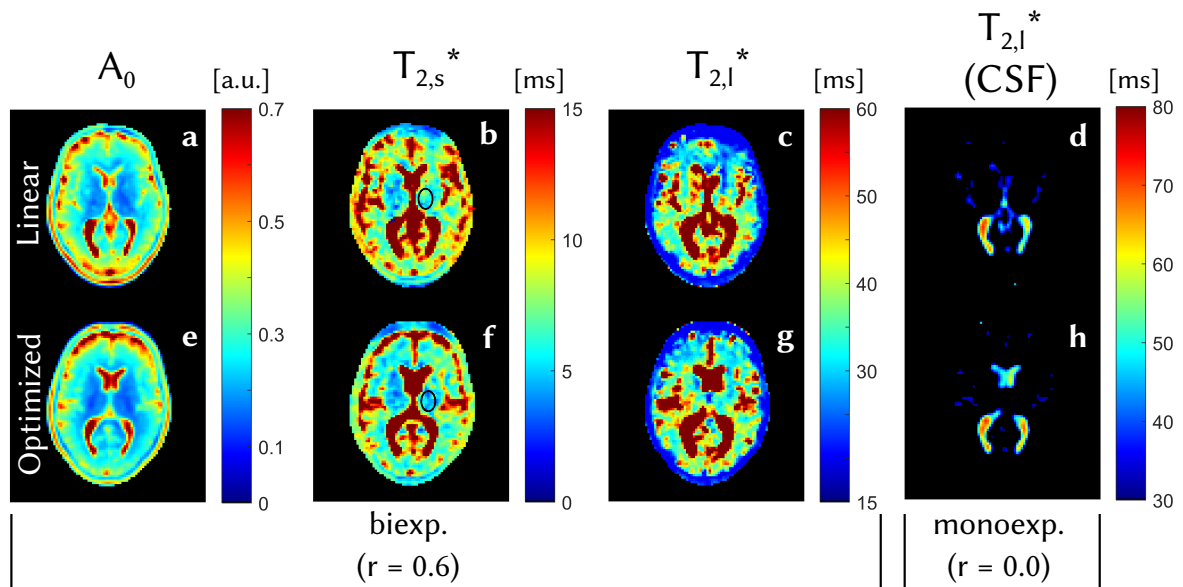 A₀
[a.u.]
T₂,ₛ*
[ms]
T₂,ₗ*
[ms]
T₂,ₗ*
(CSF)
[ms]
Linear
Optimized
a
b
c
d
e
f
g
h
0.7
0.5
0.3
0.1
0
15
10
5
0
60
45
20
30
15
80
70
60
50
40
30
biexp.
(r = 0.6)
monoexp.
(r = 0.0)